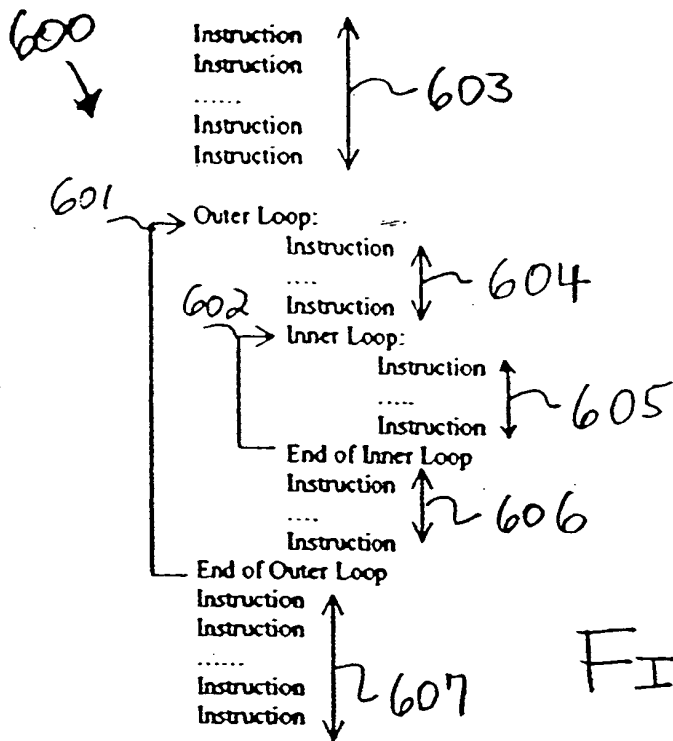 600
Instruction
Instruction
......
Instruction
Instruction
603
601
Outer Loop:
Instruction
....
Instruction
604
602
Inner Loop:
Instruction
.....
Instruction
605
End of Inner Loop
Instruction
....
Instruction
606
End of Outer Loop
Instruction
Instruction
......
Instruction
Instruction
607
FI